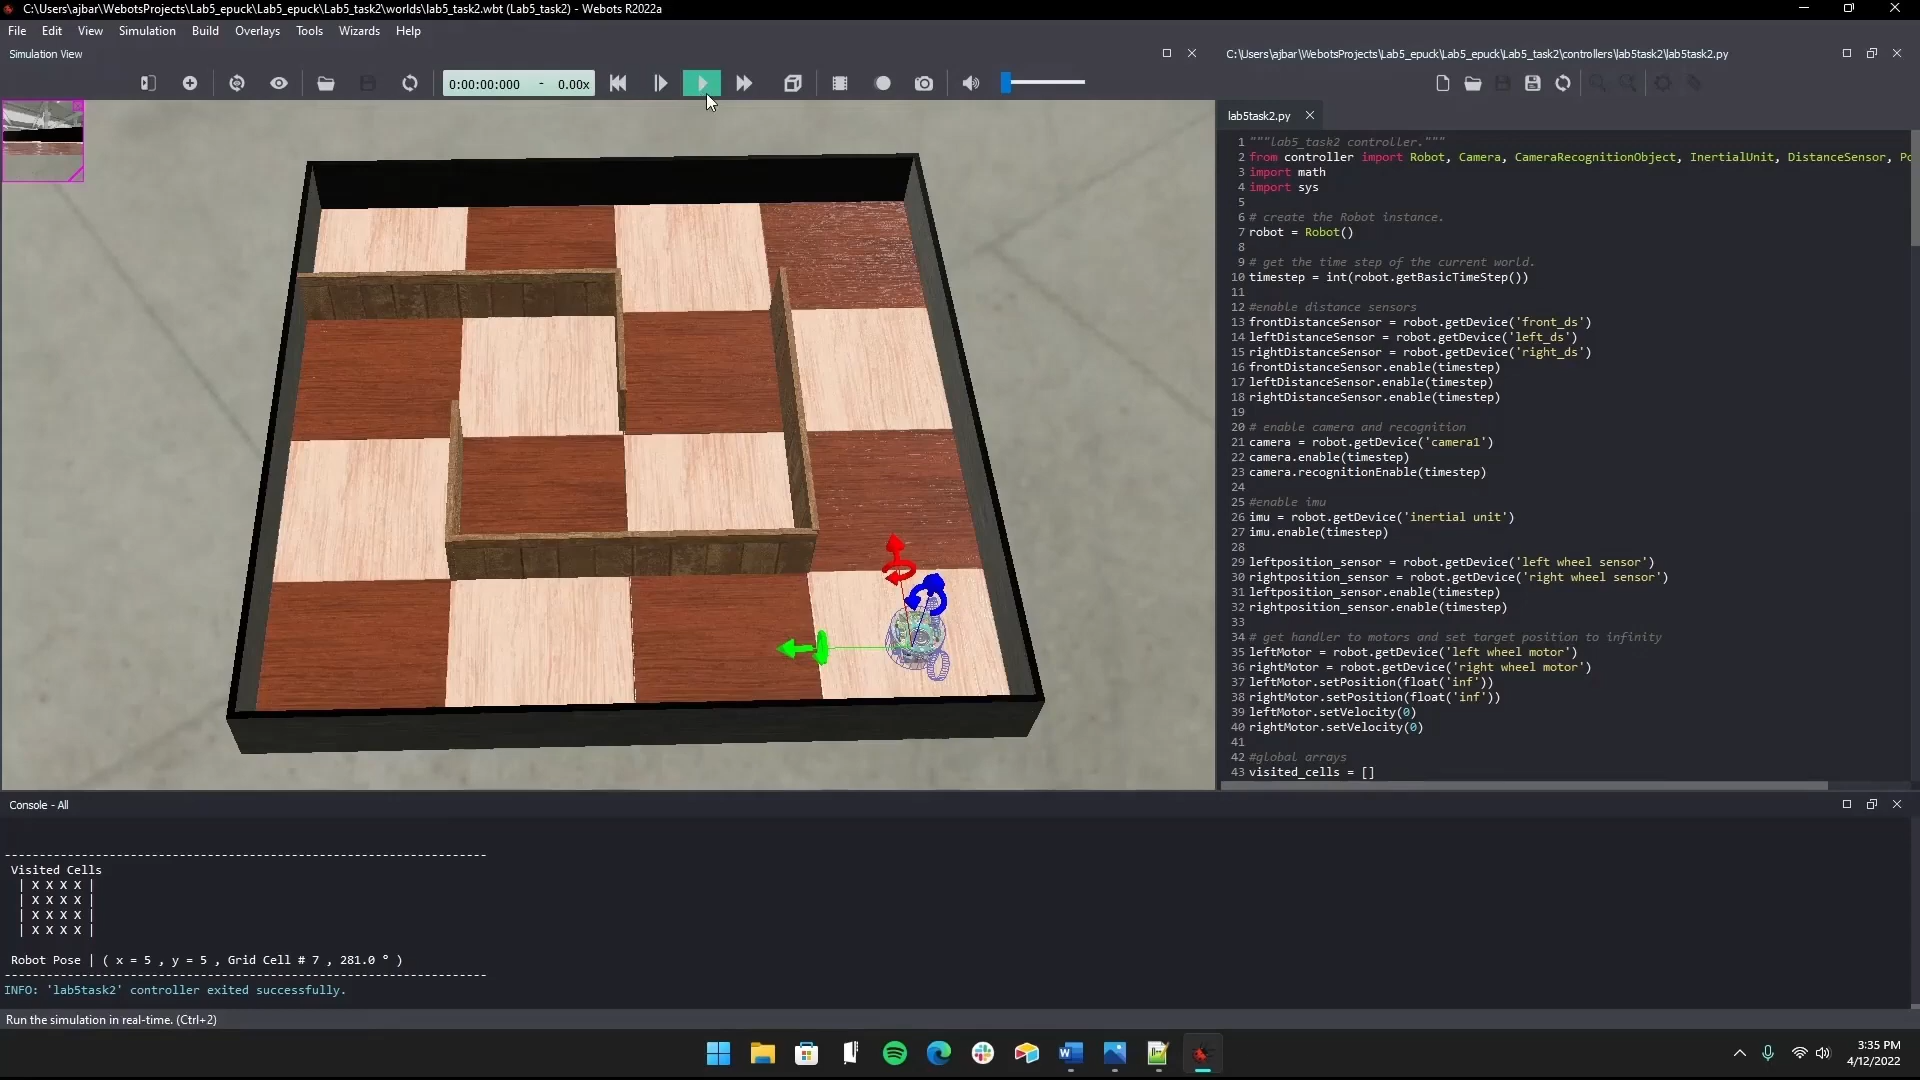 C:\Users\ajbar\WebotsProjects\Lab5_epuck\Lab5_epuck\Lab5_task2\worlds\lab5_task2.wbt (Lab5_task2) - Webots R2022a
File Edit View Simulation Build Overlays Tools Wizards Help
Simulation View
C:\Users\ajbar\WebotsProjects\Lab5_epuck\Lab5_epuck\Lab5_task2\controllers\lab5task2\lab5task2.py
0:00:00:000 - 0.00x
lab5task2.py
1 """lab5_task2 controller."""
2 from controller import Robot, Camera, CameraRecognitionObject, InertialUnit, DistanceSensor, Po
3 import math
4 import sys
5
6 # create the Robot instance.
7 robot = Robot()
8
9 # get the time step of the current world.
10 timestep = int(robot.getBasicTimeStep())
11
12 #enable distance sensors
13 frontDistanceSensor = robot.getDevice('front_ds')
14 leftDistanceSensor = robot.getDevice('left_ds')
15 rightDistanceSensor = robot.getDevice('right_ds')
16 frontDistanceSensor.enable(timestep)
17 leftDistanceSensor.enable(timestep)
18 rightDistanceSensor.enable(timestep)
19
20 # enable camera and recognition
21 camera = robot.getDevice('camera1')
22 camera.enable(timestep)
23 camera.recognitionEnable(timestep)
24
25 #enable imu
26 imu = robot.getDevice('inertial unit')
27 imu.enable(timestep)
28
29 leftposition_sensor = robot.getDevice('left wheel sensor')
30 rightposition_sensor = robot.getDevice('right wheel sensor')
31 leftposition_sensor.enable(timestep)
32 rightposition_sensor.enable(timestep)
33
34 # get handler to motors and set target position to infinity
35 leftMotor = robot.getDevice('left wheel motor')
36 rightMotor = robot.getDevice('right wheel motor')
37 leftMotor.setPosition(float('inf'))
38 rightMotor.setPosition(float('inf'))
39 leftMotor.setVelocity(0)
40 rightMotor.setVelocity(0)
41
42 #global arrays
43 visited_cells = []
Console - All
--------------------------------------------------------------------
Visited Cells
| X X X X |
| X X X X |
| X X X X |
| X X X X |
Robot Pose | ( x = 5 , y = 5 , Grid Cell # 7 , 281.0 ° )
--------------------------------------------------------------------
INFO: 'lab5task2' controller exited successfully.
Run the simulation in real-time. (Ctrl+2)
3:35 PM
4/12/2022